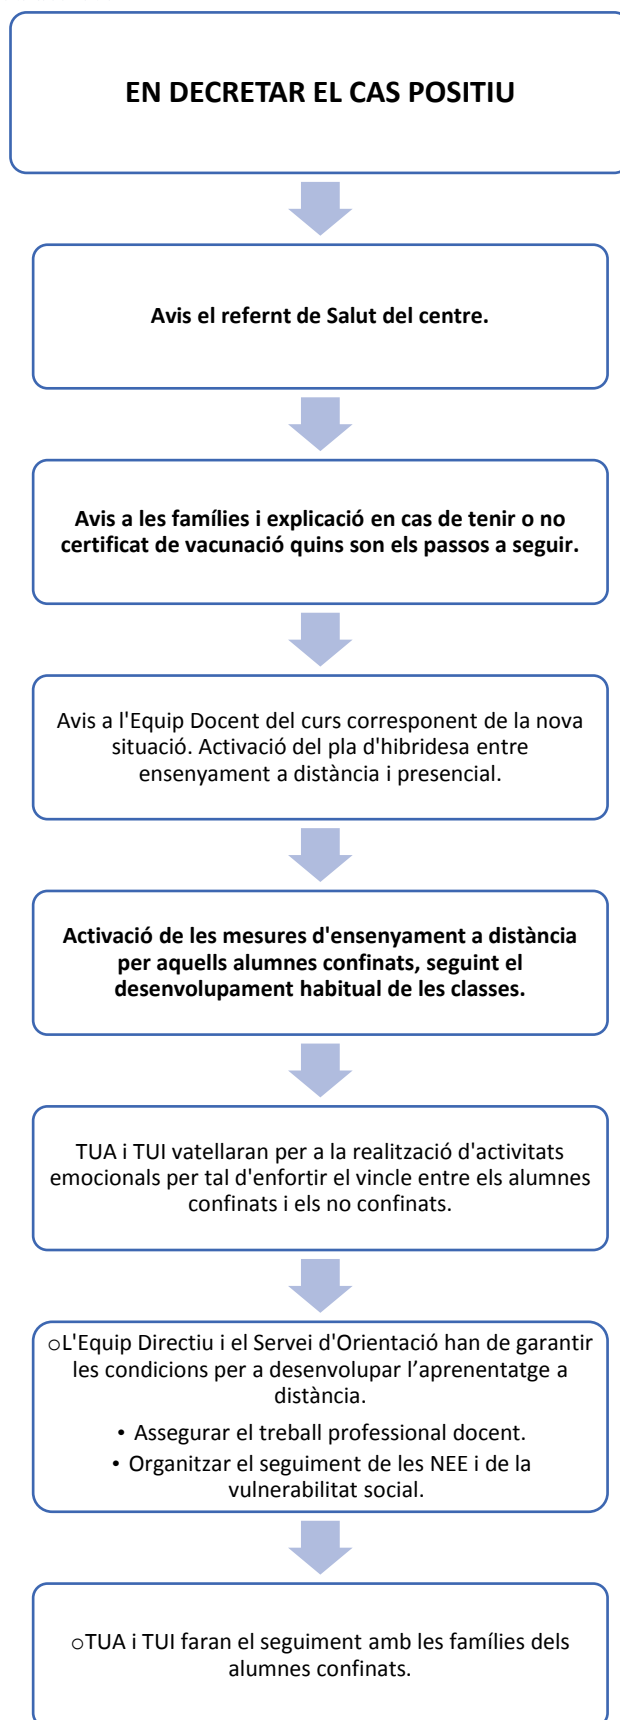 EN DECRETAR EL CAS POSITIU
Avis el refernt de Salut del centre.
Avis a les famílies i explicació en cas de tenir o no
certificat de vacunació quins son els passos a seguir.
Avis a l'Equip Docent del curs corresponent de la nova
situació. Activació del pla d'hibridesa entre
ensenyament a distància i presencial.
Activació de les mesures d'ensenyament a distància
per aquells alumnes confinats, seguint el
desenvolupament habitual de les classes.
TUA i TUI vatellaran per a la realització d'activitats
emocionals per tal d'enfortir el vincle entre els alumnes
confinats i els no confinats.
oL'Equip Directiu i el Servei d'Orientació han de garantir
les condicions per a desenvolupar l’aprenentatge a
distància.
• Assegurar el treball professional docent.
• Organitzar el seguiment de les NEE i de la
vulnerabilitat social.
oTUA i TUI faran el seguiment amb les famílies dels
alumnes confinats.